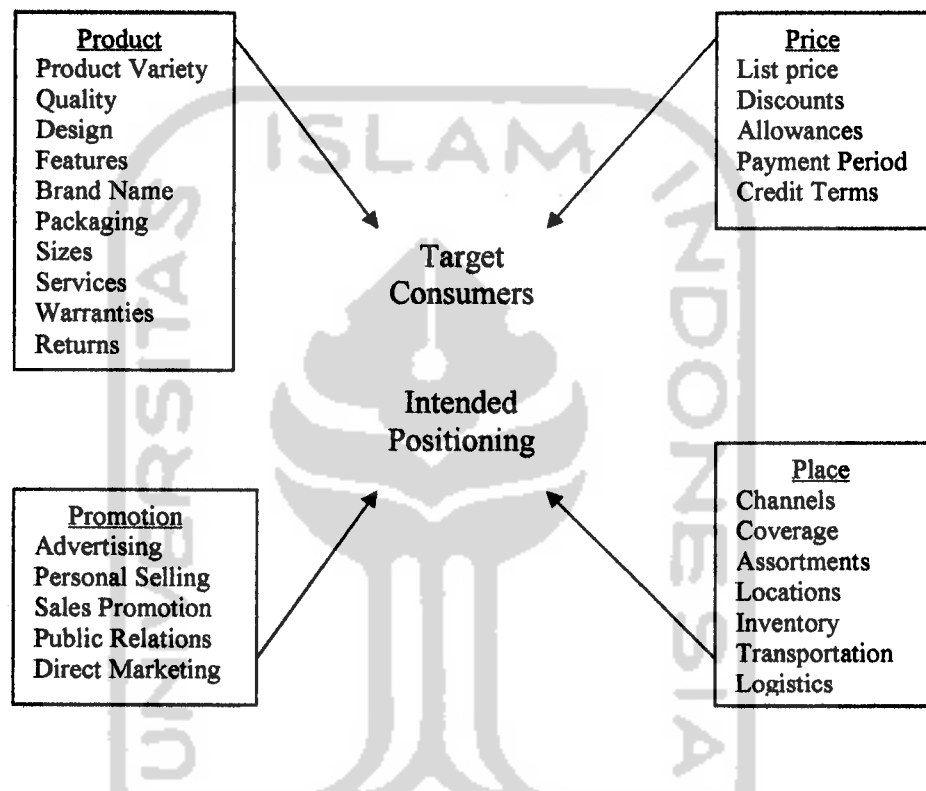 Product
Product Variety
Quality
Design
Features
Brand Name
Packaging
Sizes
Services
Warranties
Returns
Price
List price
Discounts
Allowances
Payment Period
Credit Terms
Target
Consumers
Intended
Positioning
Promotion
Advertising
Personal Selling
Sales Promotion
Public Relations
Direct Marketing
Place
Channels
Coverage
Assortments
Locations
Inventory
Transportation
Logistics
UNIVERSITAS
ISLAM
INDONESIA